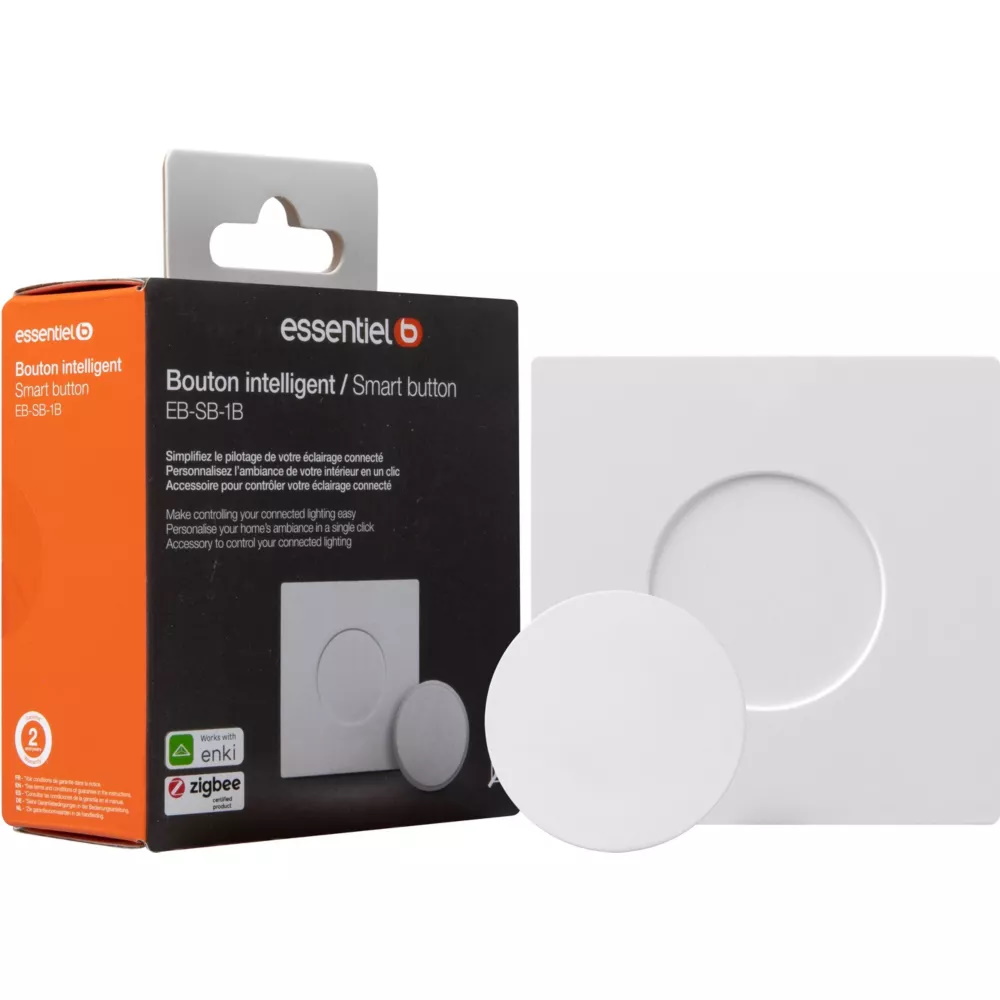 essentiel b
Bouton intelligent
Smart button
EB-SB-1B
2
essentiel b
Bouton intelligent / Smart button
EB-SB-1B
Simplifiez le pilotage de votre éclairage connecté
Personnalisez l'ambiance de votre intérieur en un clic
Accessoire pour contrôler votre éclairage connecté
Make controlling your connected lighting easy
Personalise your home's ambiance in a single click
Accessory to control your connected lighting
Works with
enki
zigbee
certified
product